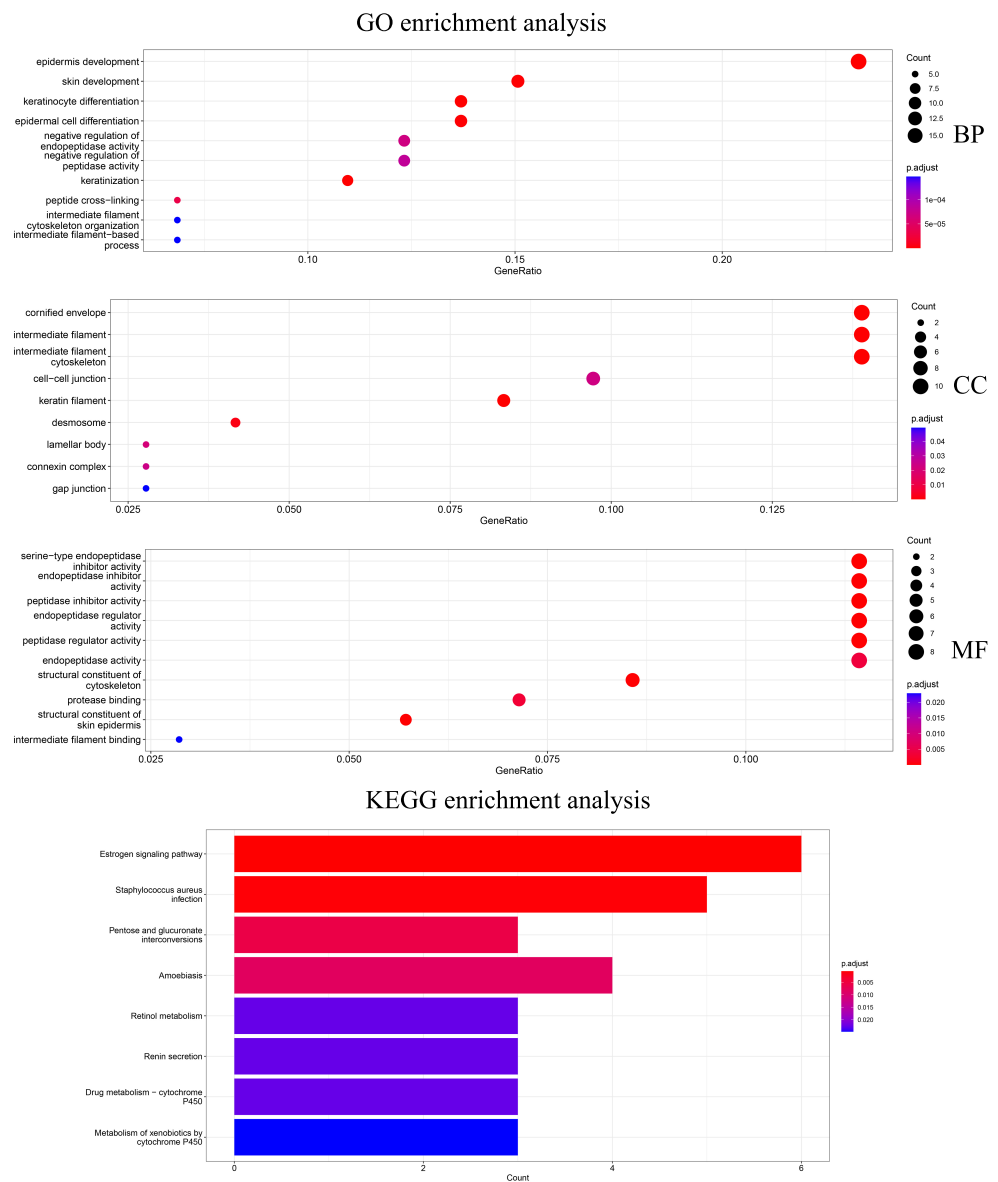 GO enrichment analysis
epidermis development
skin development
keratinocyte differentiation
epidermal cell differentiation
negative regulation of
endopeptidase activity
negative regulation of
peptidase activity
keratinization
peptide cross−linking
intermediate filament
cytoskeleton organization
intermediate filament−based
process
0.10 0.15 0.20
GeneRatio
Count
5.0
7.5
10.0
12.5
15.0
p.adjust
1e−04
5e−05
BP
cornified envelope
intermediate filament
intermediate filament
cytoskeleton
cell−cell junction
keratin filament
desmosome
lamellar body
connexin complex
gap junction
0.025 0.050 0.075 0.100 0.125
GeneRatio
Count
2
4
6
8
10
p.adjust
0.04
0.03
0.02
0.01
CC
serine−type endopeptidase
inhibitor activity
endopeptidase inhibitor
activity
peptidase inhibitor activity
endopeptidase regulator
activity
peptidase regulator activity
endopeptidase activity
structural constituent of
cytoskeleton
protease binding
structural constituent of
skin epidermis
intermediate filament binding
0.025 0.050 0.075 0.100
GeneRatio
Count
2
3
4
5
6
7
8
p.adjust
0.020
0.015
0.010
0.005
MF
KEGG enrichment analysis
Estrogen signaling pathway
Staphylococcus aureus
infection
Pentose and glucuronate
interconversions
Amoebiasis
Retinol metabolism
Renin secretion
Drug metabolism − cytochrome
P450
Metabolism of xenobiotics by
cytochrome P450
0 2 4 6
Count
p.adjust
0.005
0.010
0.015
0.020